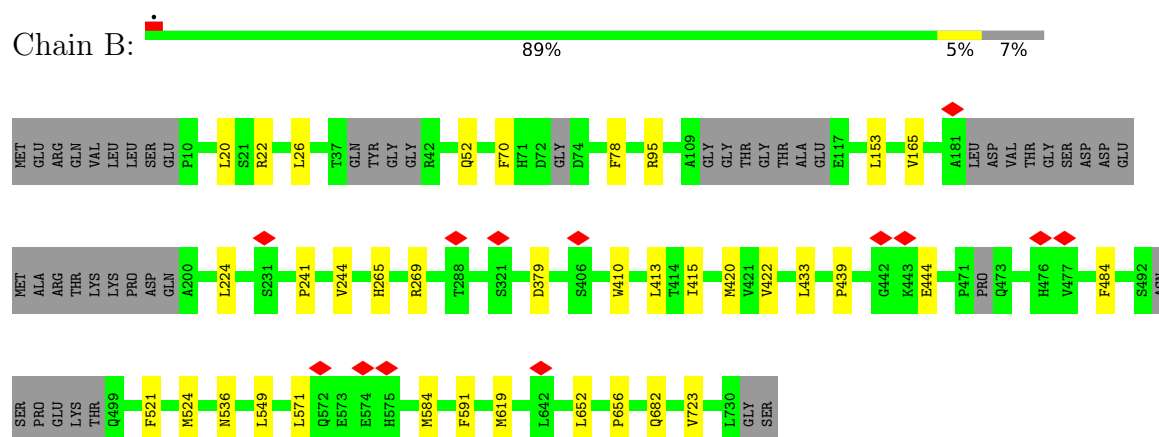 Chain B:
•
89% 5% 7%
MET GLU ARG GLN VAL LEU LEU SER GLU P10 L20 S21 R22 L26 T37 GLN TYR GLY GLY R42 Q52 F70 H71 D72 GLY D74 F78 R95 A109 GLY GLY THR GLY THR ALA GLU E117 L153 V165 A181 LEU ASP VAL THR GLY SER ASP ASP GLU
MET ALA ARG THR LYS LYS PRO ASP GLN A200 L224 S231 P241 V244 H265 R269 T288 S321 D379 S406 W410 L413 T414 I415 M420 V421 V422 L433 P439 G442 K443 E444 P471 PRO Q473 H476 V477 F484 S492 ASN
SER PRO GLU LYS THR Q499 F521 M524 N536 L549 L571 Q572 E573 E574 H575 M584 F591 M619 L642 L652 P656 Q682 V723 L730 GLY SER